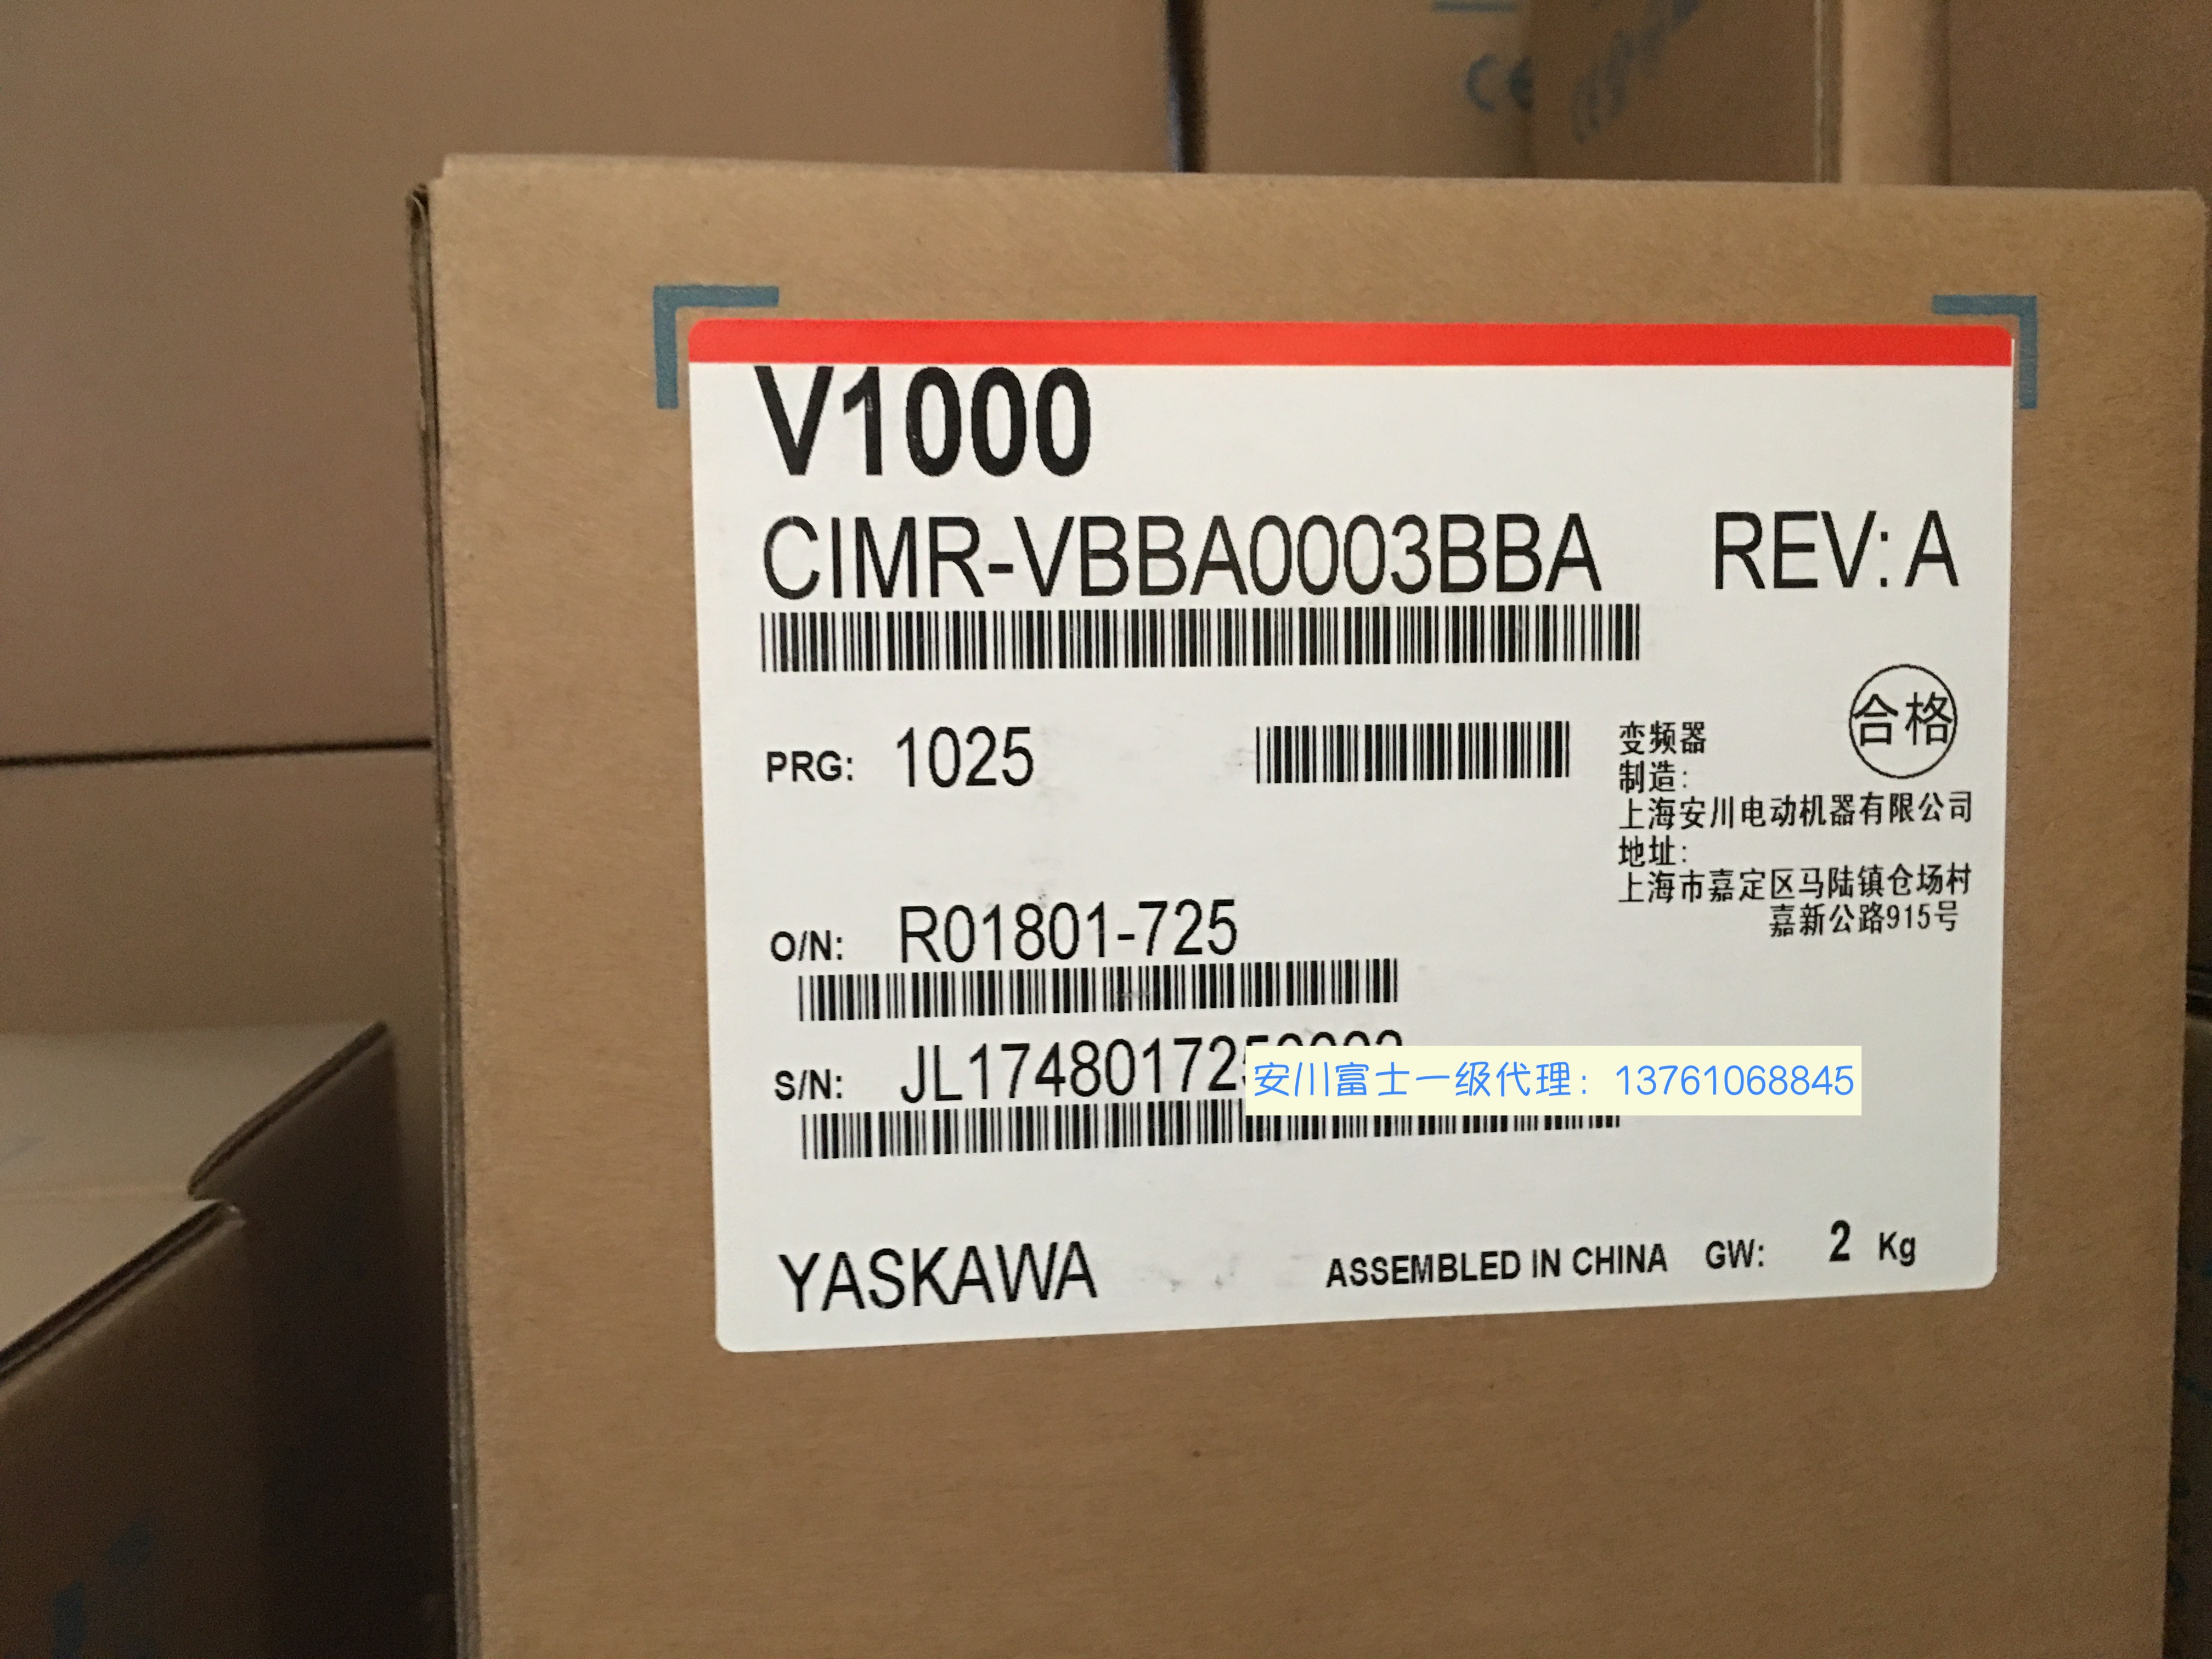 CE
V1000
CIMR-VBBA0003BBA REV: A
合格
PRG: 1025
变频器
制造:
上海安川电动机器有限公司
地址:
上海市嘉定区马陆镇仓场村
嘉新公路915号
O/N: R01801-725
S/N:
安川富士一级代理：13761068845
YASKAWA ASSEMBLED IN CHINA GW: 2 Kg